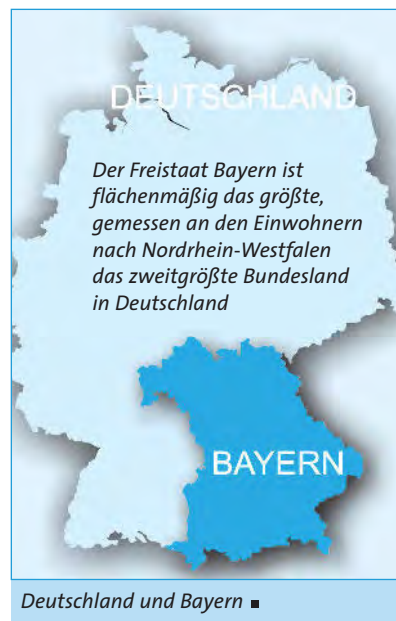 DEUTSCHLAND
Der Freistaat Bayern ist
flächenmäßig das größte,
gemessen an den Einwohnern
nach Nordrhein-Westfalen
das zweitgrößte Bundesland
in Deutschland
BAYERN
Deutschland und Bayern ■